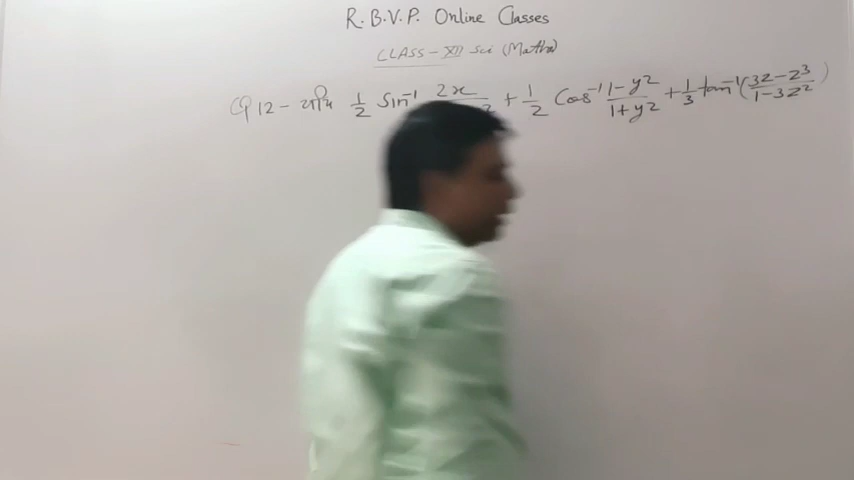 R.B.V.P. Online Classes
CLASS-XII Sci (Maths)
Q 12 - यदि 1/2 Sin⁻¹ 2x + 1/2 Cos⁻¹ 1-y2/1+y2 + 1/3 tan⁻¹ (3z-z³/1-3z²)